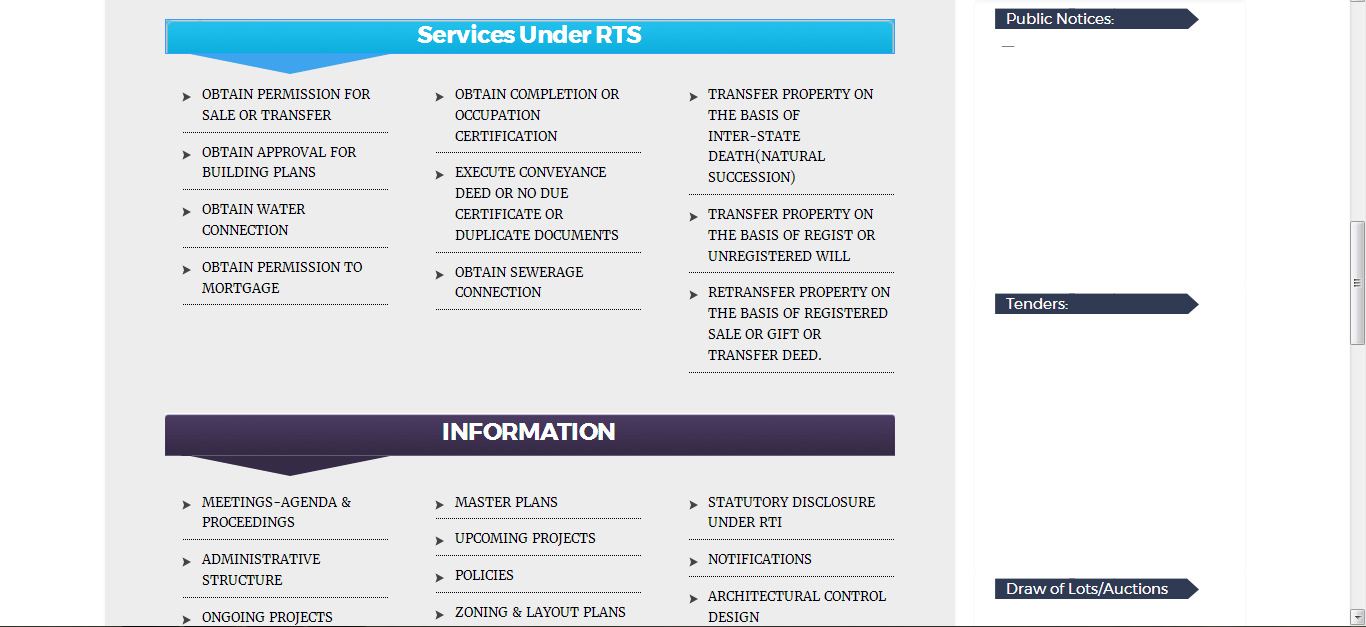 Services Under RTS
OBTAIN PERMISSION FOR
SALE OR TRANSFER
OBTAIN APPROVAL FOR
BUILDING PLANS
OBTAIN WATER
CONNECTION
OBTAIN PERMISSION TO
MORTGAGE
OBTAIN COMPLETION OR
OCCUPATION
CERTIFICATION
EXECUTE CONVEYANCE
DEED OR NO DUE
CERTIFICATE OR
DUPLICATE DOCUMENTS
OBTAIN SEWERAGE
CONNECTION
TRANSFER PROPERTY ON
THE BASIS OF
INTER-STATE
DEATH(NATURAL
SUCCESSION)
TRANSFER PROPERTY ON
THE BASIS OF REGIST OR
UNREGISTERED WILL
RETRANSFER PROPERTY ON
THE BASIS OF REGISTERED
SALE OR GIFT OR
TRANSFER DEED.
INFORMATION
MEETINGS-AGENDA &
PROCEEDINGS
ADMINISTRATIVE
STRUCTURE
ONGOING PROJECTS
MASTER PLANS
UPCOMING PROJECTS
POLICIES
ZONING & LAYOUT PLANS
STATUTORY DISCLOSURE
UNDER RTI
NOTIFICATIONS
ARCHITECTURAL CONTROL
DESIGN
Public Notices:
Tenders:
Draw of Lots/Auctions